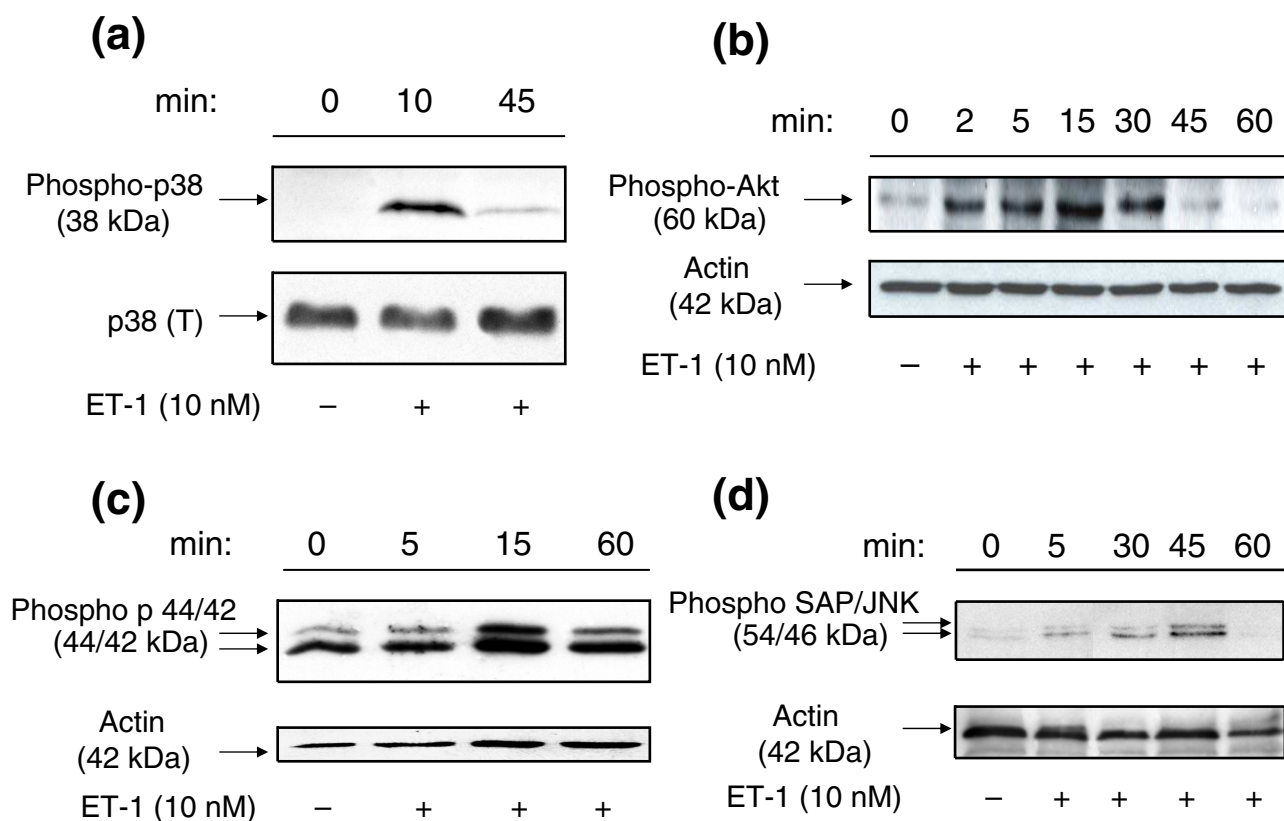 (a)
min: 0 10 45
Phospho-p38
(38 kDa)
p38 (T)
ET-1 (10 nM) – + +
(b)
min: 0 2 5 15 30 45 60
Phospho-Akt
(60 kDa)
Actin
(42 kDa)
ET-1 (10 nM) – + + + + + +
(c)
min: 0 5 15 60
Phospho p 44/42
(44/42 kDa)
Actin
(42 kDa)
ET-1 (10 nM) – + + +
(d)
min: 0 5 30 45 60
Phospho SAP/JNK
(54/46 kDa)
Actin
(42 kDa)
ET-1 (10 nM) – + + + +